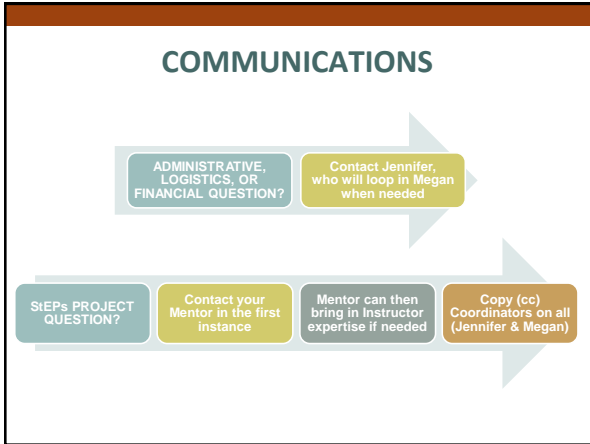 COMMUNICATIONS
ADMINISTRATIVE,
LOGISTICS, OR
FINANCIAL QUESTION?
Contact Jennifer,
who will loop in Megan
when needed
StEPs PROJECT
QUESTION?
Contact your
Mentor in the first
instance
Mentor can then
bring in Instructor
expertise if needed
Copy (cc)
Coordinators on all
(Jennifer & Megan)